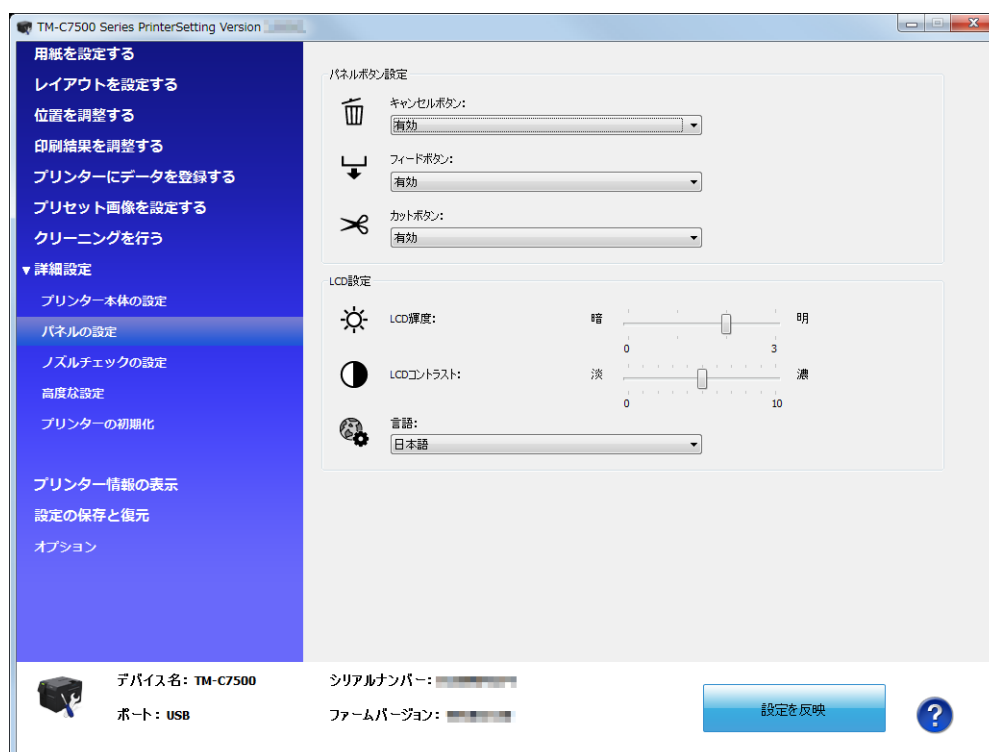 TM-C7500 Series PrinterSetting Version
用紙を設定する
レイアウトを設定する
位置を調整する
印刷結果を調整する
プリンターにデータを登録する
プリセット画像を設定する
クリーニングを行う
▼詳細設定
プリンター本体の設定
パネルの設定
ノズルチェックの設定
高度な設定
プリンターの初期化
プリンター情報の表示
設定の保存と復元
オプション
パネルボタン設定
キャンセルボタン:
有効
フィードボタン:
有効
カットボタン:
有効
LCD設定
LCD輝度: 暗 明
0 3
LCDコントラスト: 淡 濃
0 10
言語:
日本語
デバイス名: TM-C7500
ポート: USB
シリアルナンバー:
ファームバージョン:
設定を反映
?